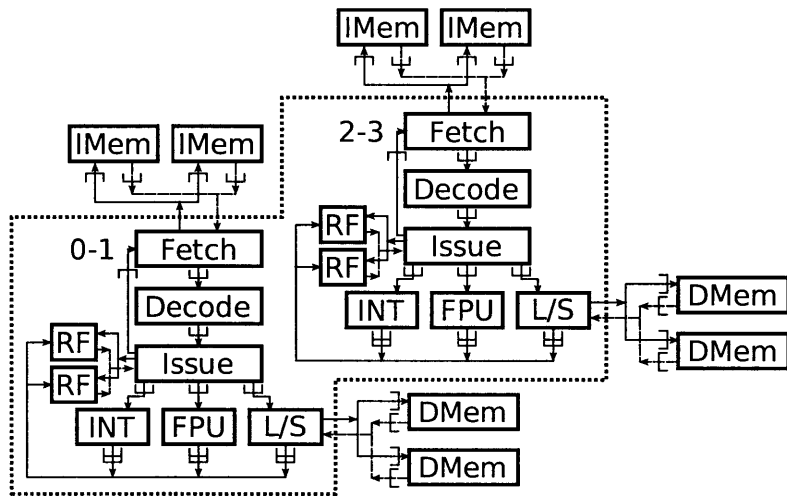 IMem IMem
2-3 Fetch
Decode
RF
Issue
RF
INT FPU L/S
DMem
DMem
IMem IMem
0-1 Fetch
Decode
RF
Issue
RF
INT FPU L/S
DMem
DMem